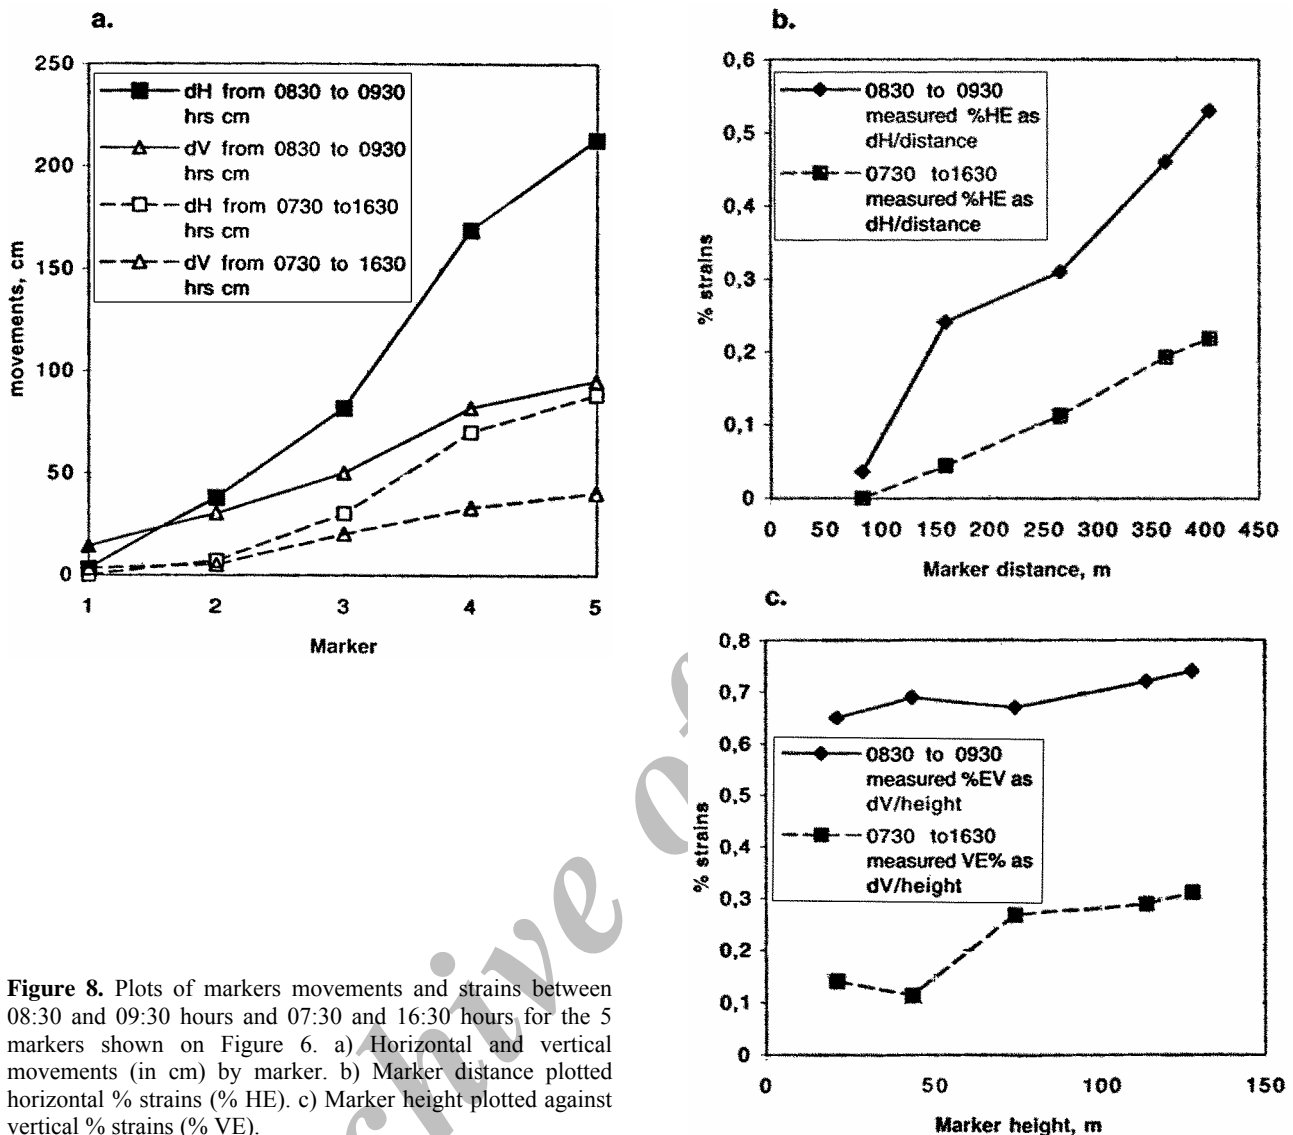 a.
250
200
150
100
50
0
movements, cm
dH from 0830 to 0930
hrs cm
dV from 0830 to 0930
hrs cm
dH from 0730 to1630
hrs cm
dV from 0730 to 1630
hrs cm
1 2 3 4 5
Marker
b.
0,6
0,5
0,4
0,3
0,2
0,1
0
% strains
0830 to 0930
measured %HE as
dH/distance
0730 to1630
measured %HE as
dH/distance
0 50 100 150 200 250 300 350 400 450
Marker distance, m
c.
0,8
0,7
0,6
0,5
0,4
0,3
0,2
0,1
0
% strains
0830 to 0930
measured %EV as
dV/height
0730 to1630
measured VE% as
dV/height
0 50 100 150
Marker height, m
Figure 8. Plots of markers movements and strains between
08:30 and 09:30 hours and 07:30 and 16:30 hours for the 5
markers shown on Figure 6. a) Horizontal and vertical
movements (in cm) by marker. b) Marker distance plotted
horizontal % strains (% HE). c) Marker height plotted against
vertical % strains (% VE).
hive of